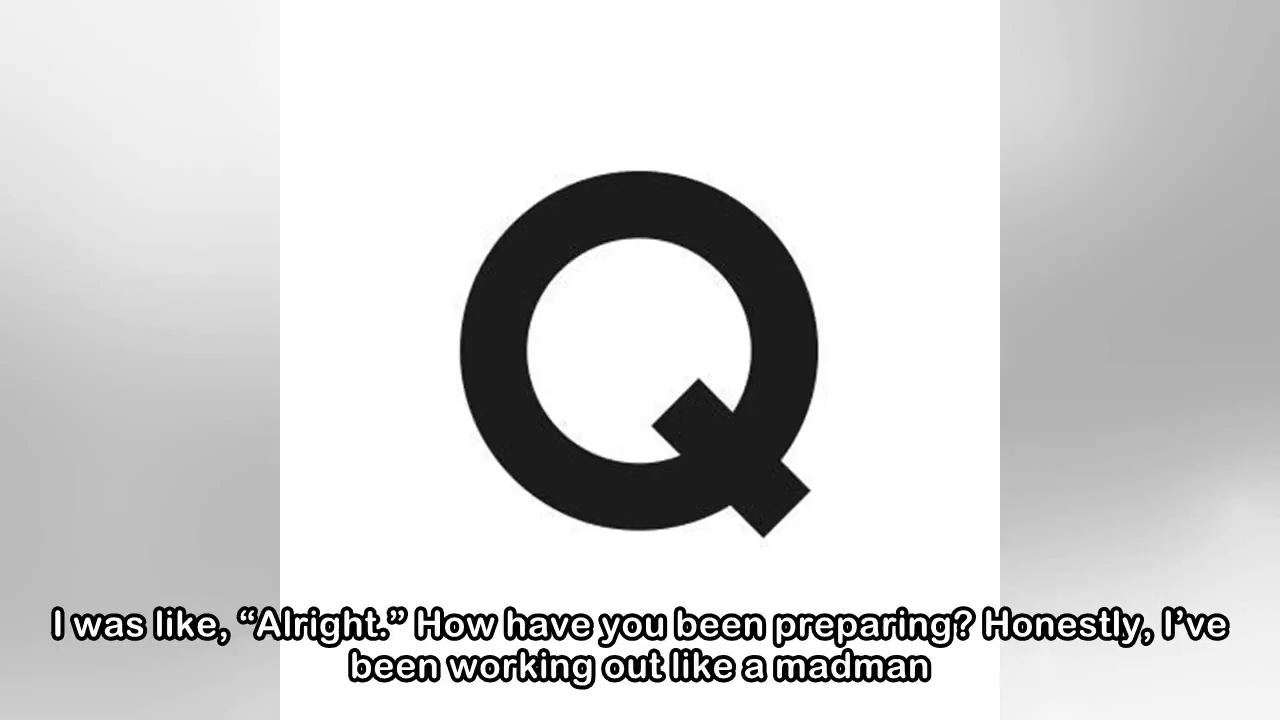 Q
I was like, “Alright.” How have you been preparing? Honestly, I’ve
been working out like a madman